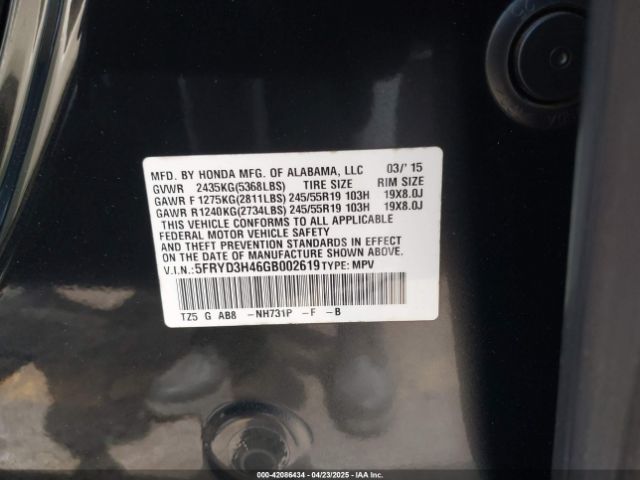 MFD. BY HONDA MFG. OF ALABAMA, LLC 03/'15
GVWR 2435KG(5368LBS) TIRE SIZE RIM SIZE
GAWR F 1275KG(2811LBS) 245/55R19 103H 19X8.0J
GAWR R1240KG(2734LBS) 245/55R19 103H 19X8.0J
THIS VEHICLE CONFORMS TO ALL APPLICABLE
FEDERAL MOTOR VEHICLE SAFETY
AND THEFT PREVENTION STANDARDS IN EFFECT
ON THE DATE OF MANUFACTURE SHOWN ABOVE.
V.I.N.: 5FRYD3H46GB002619 TYPE: MPV
TZ5 G AB8 -NH731P -F -B
000-42086434 - 04/23/2025 - IAAI.COM